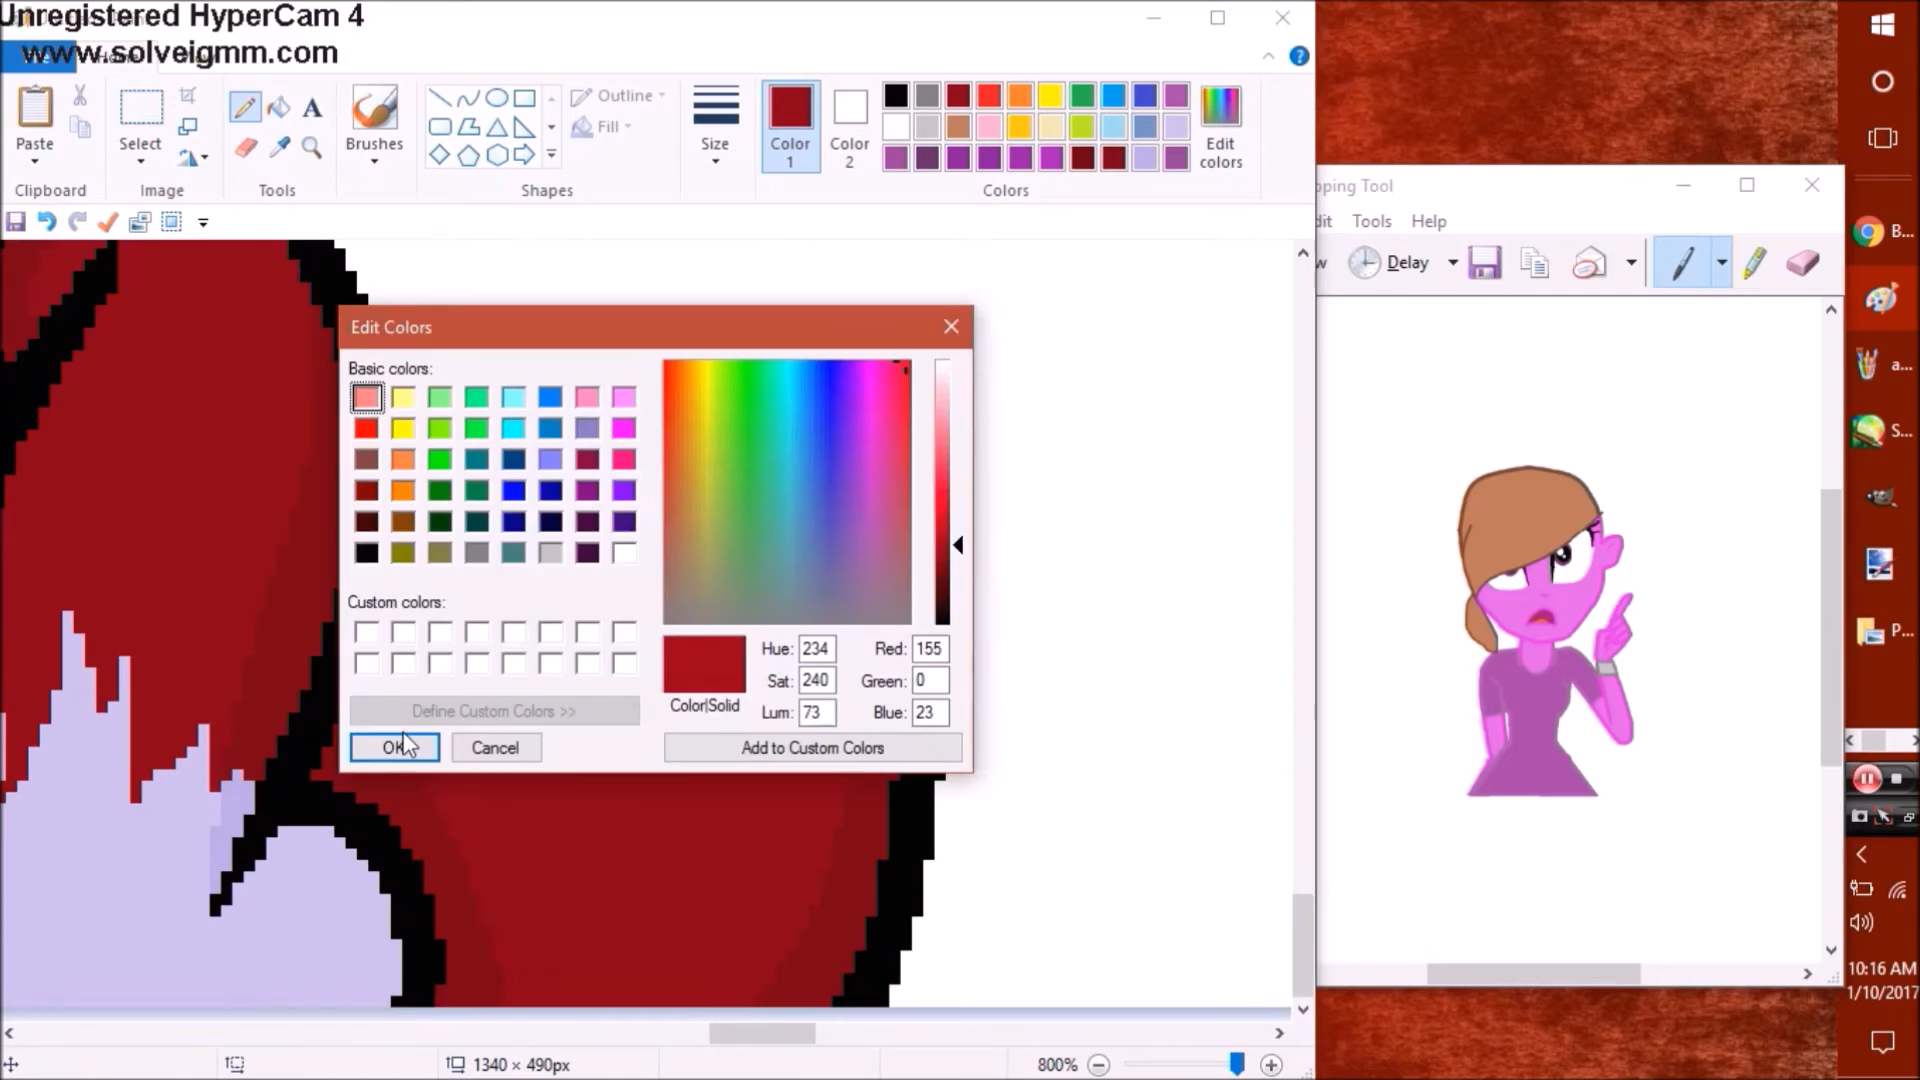 Unregistered HyperCam 4
www.solveigmm.com
Paste
Select
Brushes
Outline
Fill
Size
Color 1
Color 2
Edit colors
Clipboard
Image
Tools
Shapes
Colors
Edit Colors
Basic colors:
Custom colors:
Define Custom Colors >>
OK
Cancel
Color|Solid
Hue: 234
Sat: 240
Lum: 73
Red: 155
Green: 0
Blue: 23
Add to Custom Colors
1340 × 490px
800%
pping Tool
dit Tools Help
w Delay
B...
a...
S...
P...
10:16 AM
1/10/2017